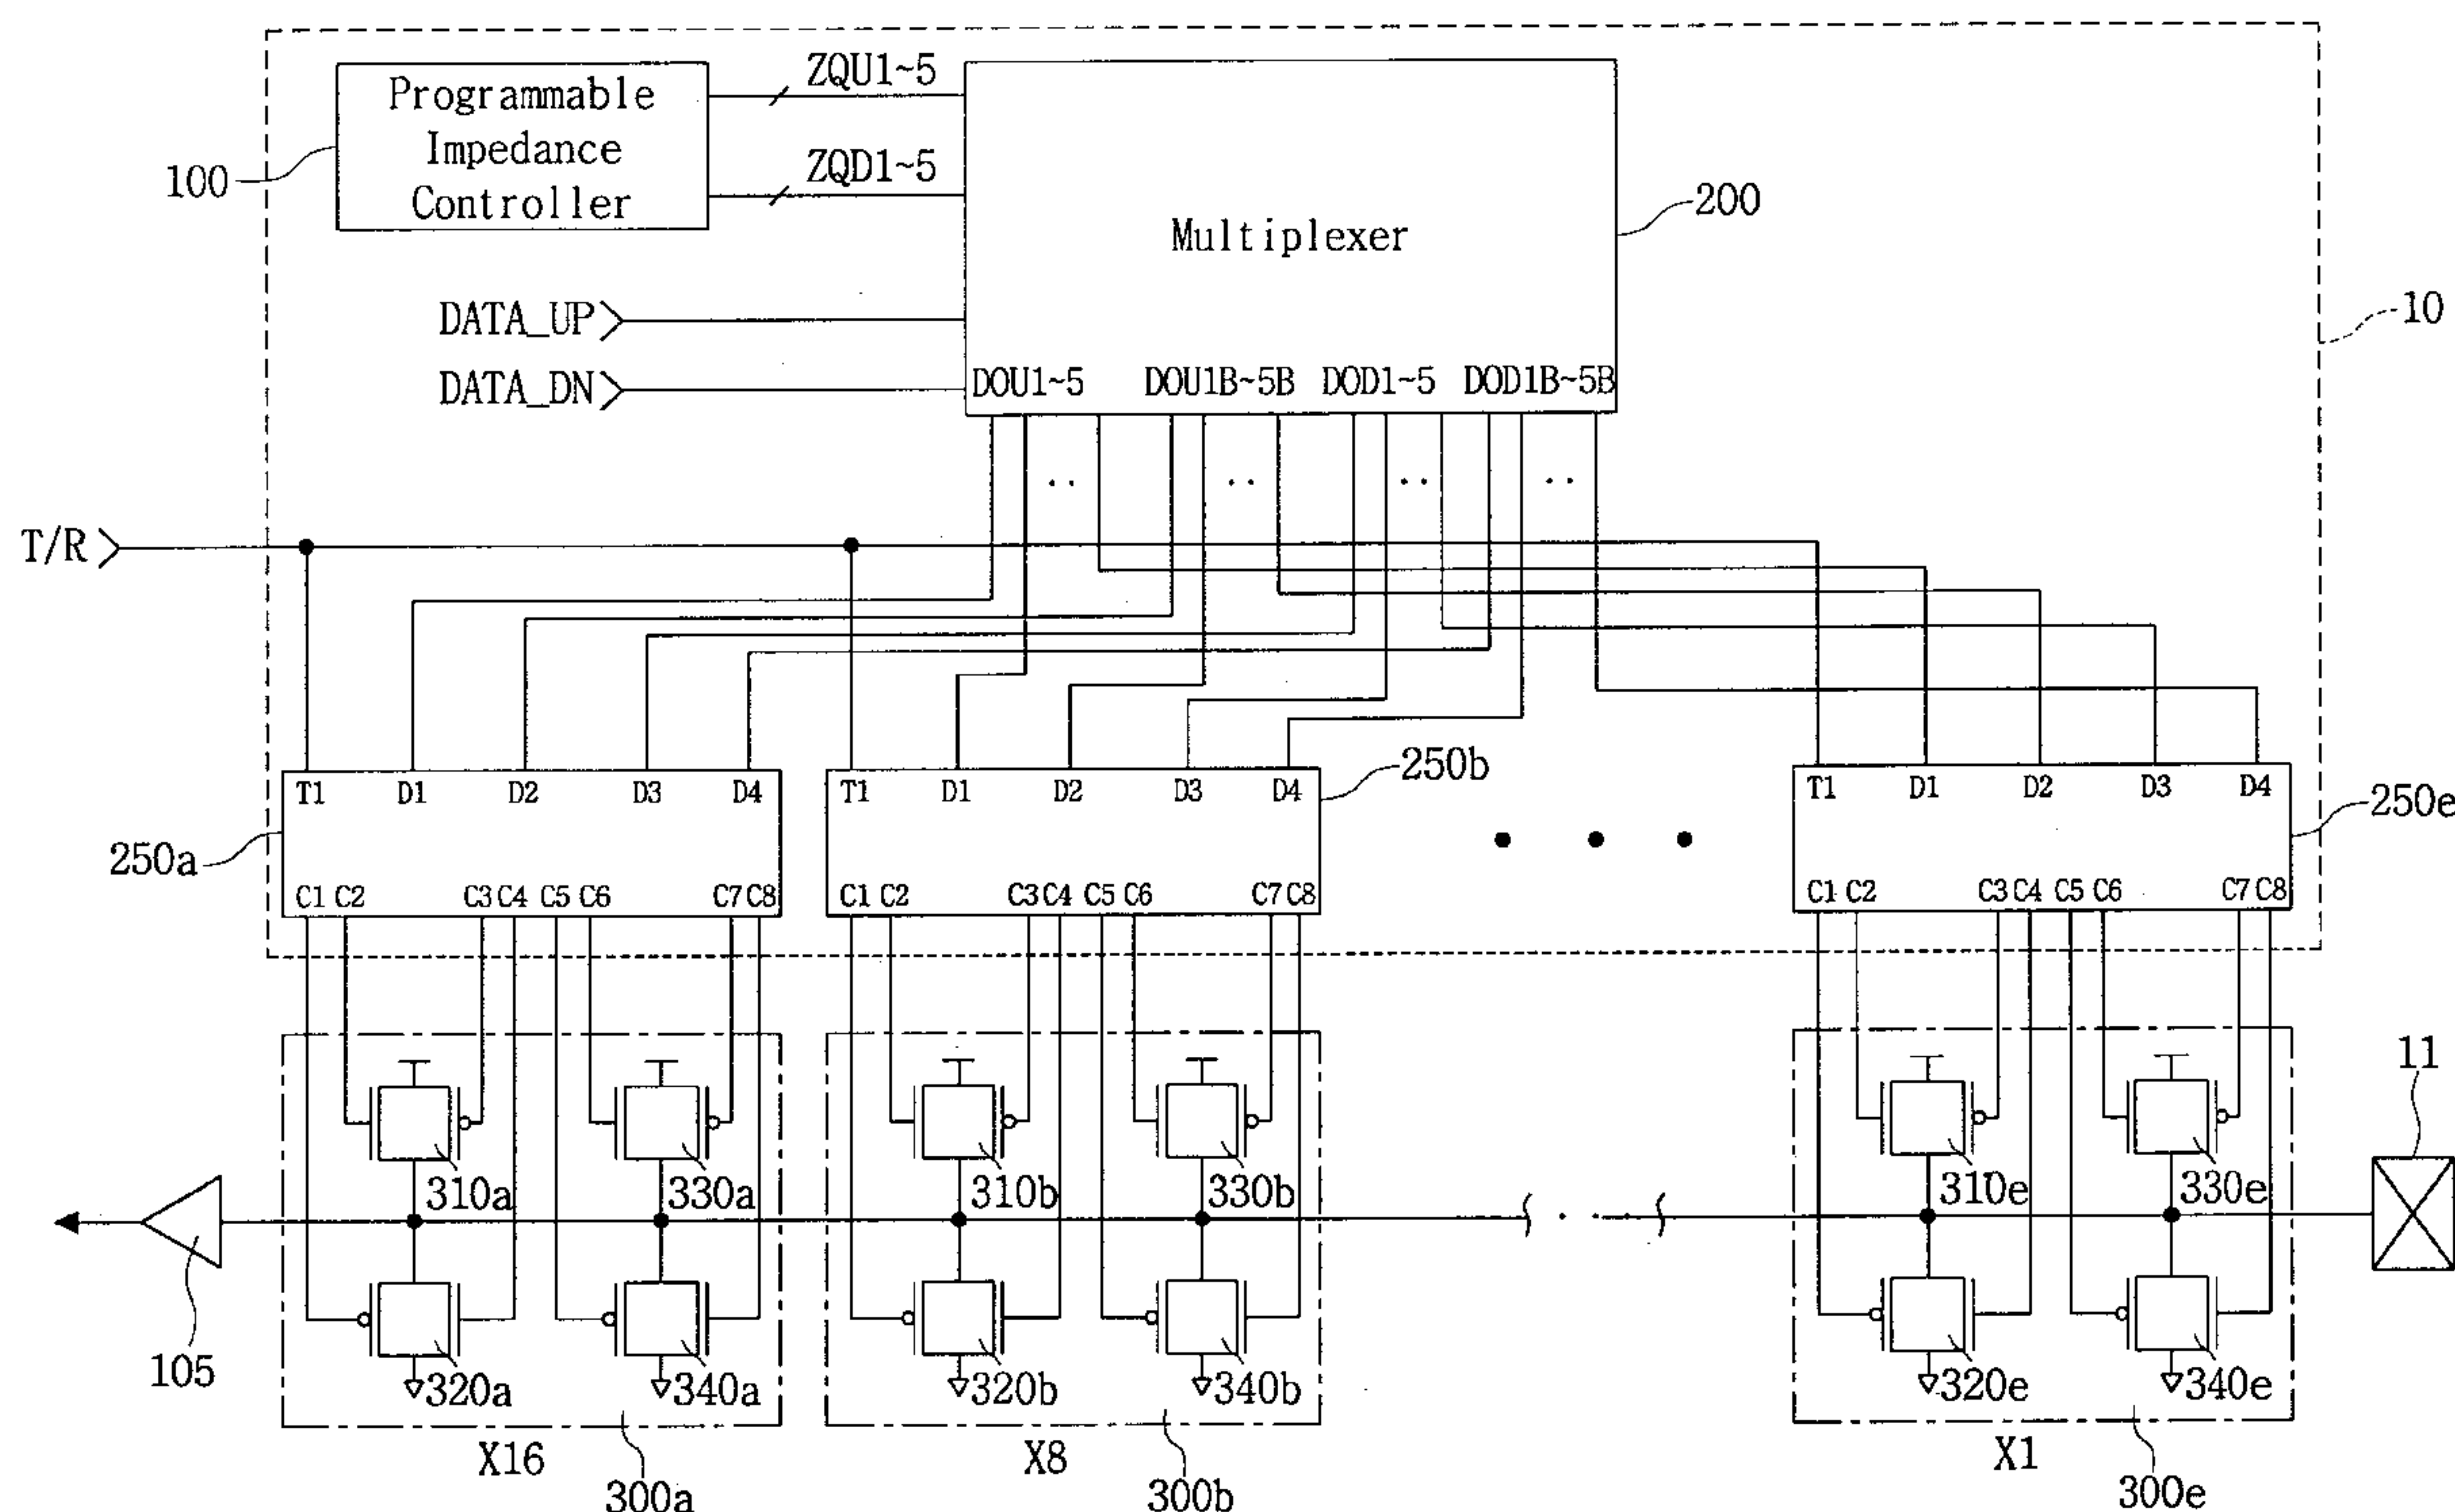 Programmable
Impedance
Controller
100
ZQU1~5
ZQD1~5
Multiplexer
200
10
DATA_UP
DATA_DN
DOU1~5 DOU1B~5B DOD1~5 DOD1B~5B
T/R
T1 D1 D2 D3 D4
250a
C1 C2 C3 C4 C5 C6 C7 C8
T1 D1 D2 D3 D4
250b
C1 C2 C3 C4 C5 C6 C7 C8
T1 D1 D2 D3 D4
250e
C1 C2 C3 C4 C5 C6 C7 C8
11
310a 330a 310b 330b 310e 330e
105
320a 340a 320b 340b 320e 340e
X16 X8 X1
300a 300b 300e